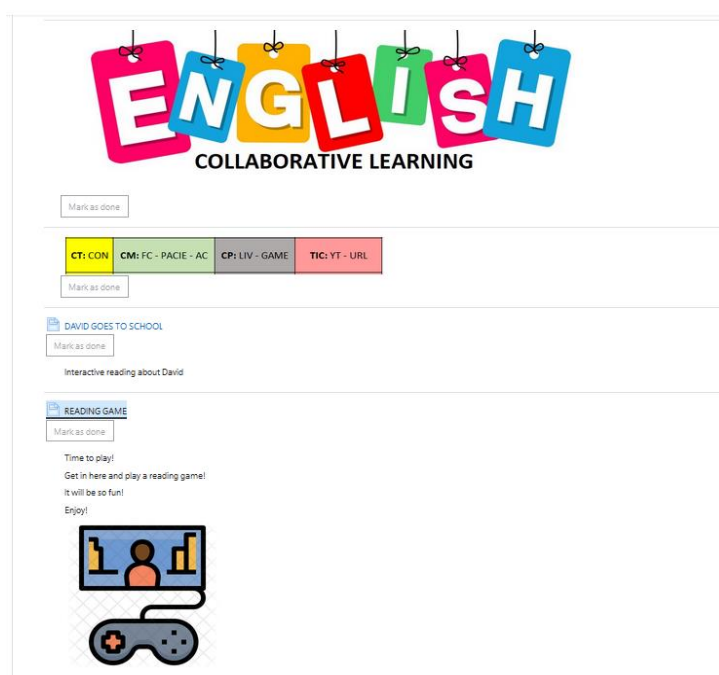 ENGLISH
COLLABORATIVE LEARNING
Mark as done
CT: CON CM: FC - PACIE - AC CP: LIV - GAME TIC: YT - URL
Mark as done
DAVID GOES TO SCHOOL
Mark as done
Interactive reading about David
READING GAME
Mark as done
Time to play!
Get in here and play a reading game!
It will be so fun!
Enjoy!